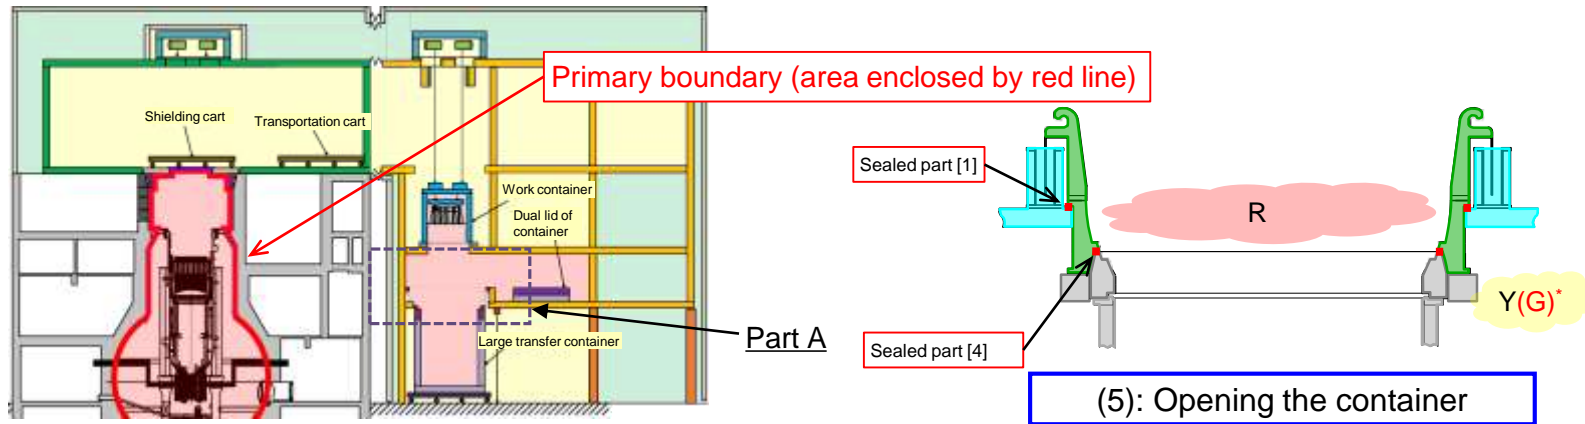 Primary boundary (area enclosed by red line)
Shielding cart
Transportation cart
Work container
Dual lid of
container
Large transfer container
Part A
Sealed part [1]
R
Y(G)*
Sealed part [4]
(5): Opening the container